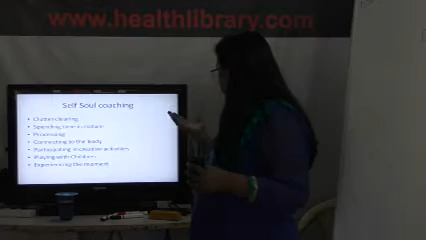 www.healthlibrary.com
Self Soul coaching
• Clutter clearing
• Spending time in nature
• Processing
• Connecting to the body
• Participating in creative activities
• Playing with Children
• Experiencing the moment